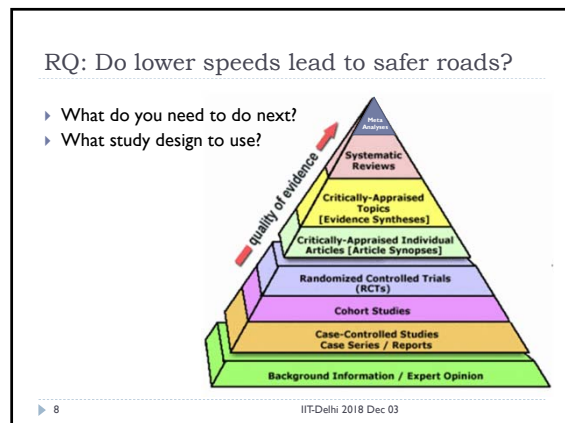 RQ: Do lower speeds lead to safer roads?
What do you need to do next?
What study design to use?
quality of evidence
Meta
Analyses
Systematic
Reviews
Critically-Appraised
Topics
[Evidence Syntheses]
Critically-Appraised Individual
Articles [Article Synopses]
Randomized Controlled Trials
(RCTs)
Cohort Studies
Case-Controlled Studies
Case Series / Reports
Background Information / Expert Opinion
8
IIT-Delhi 2018 Dec 03